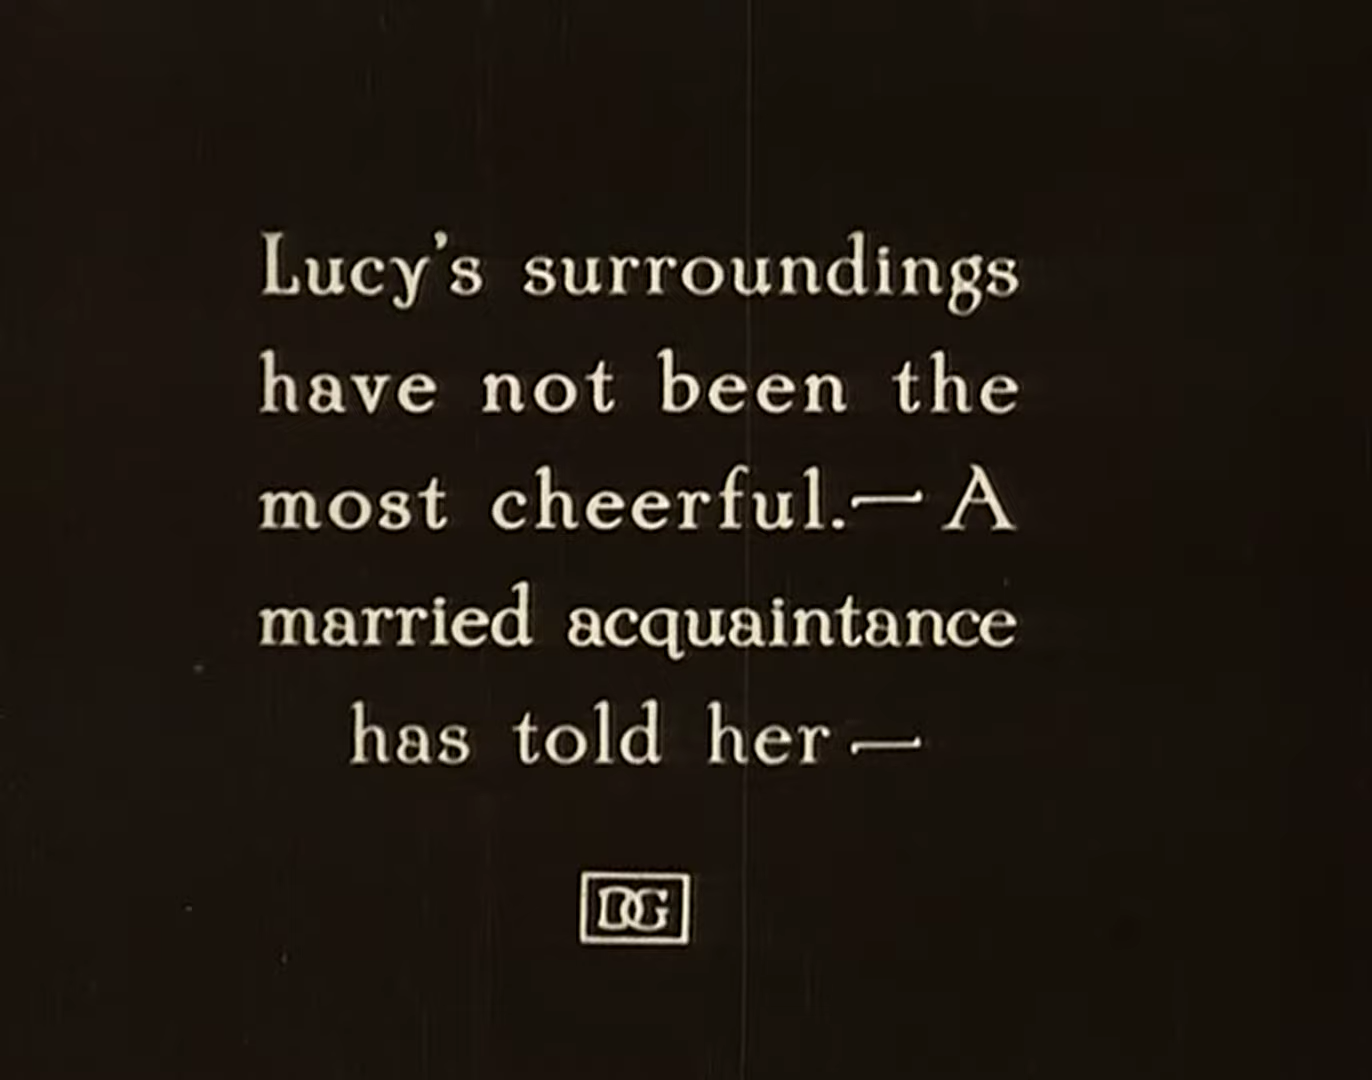 Lucy's surroundings
have not been the
most cheerful.— A
married acquaintance
has told her —
DG